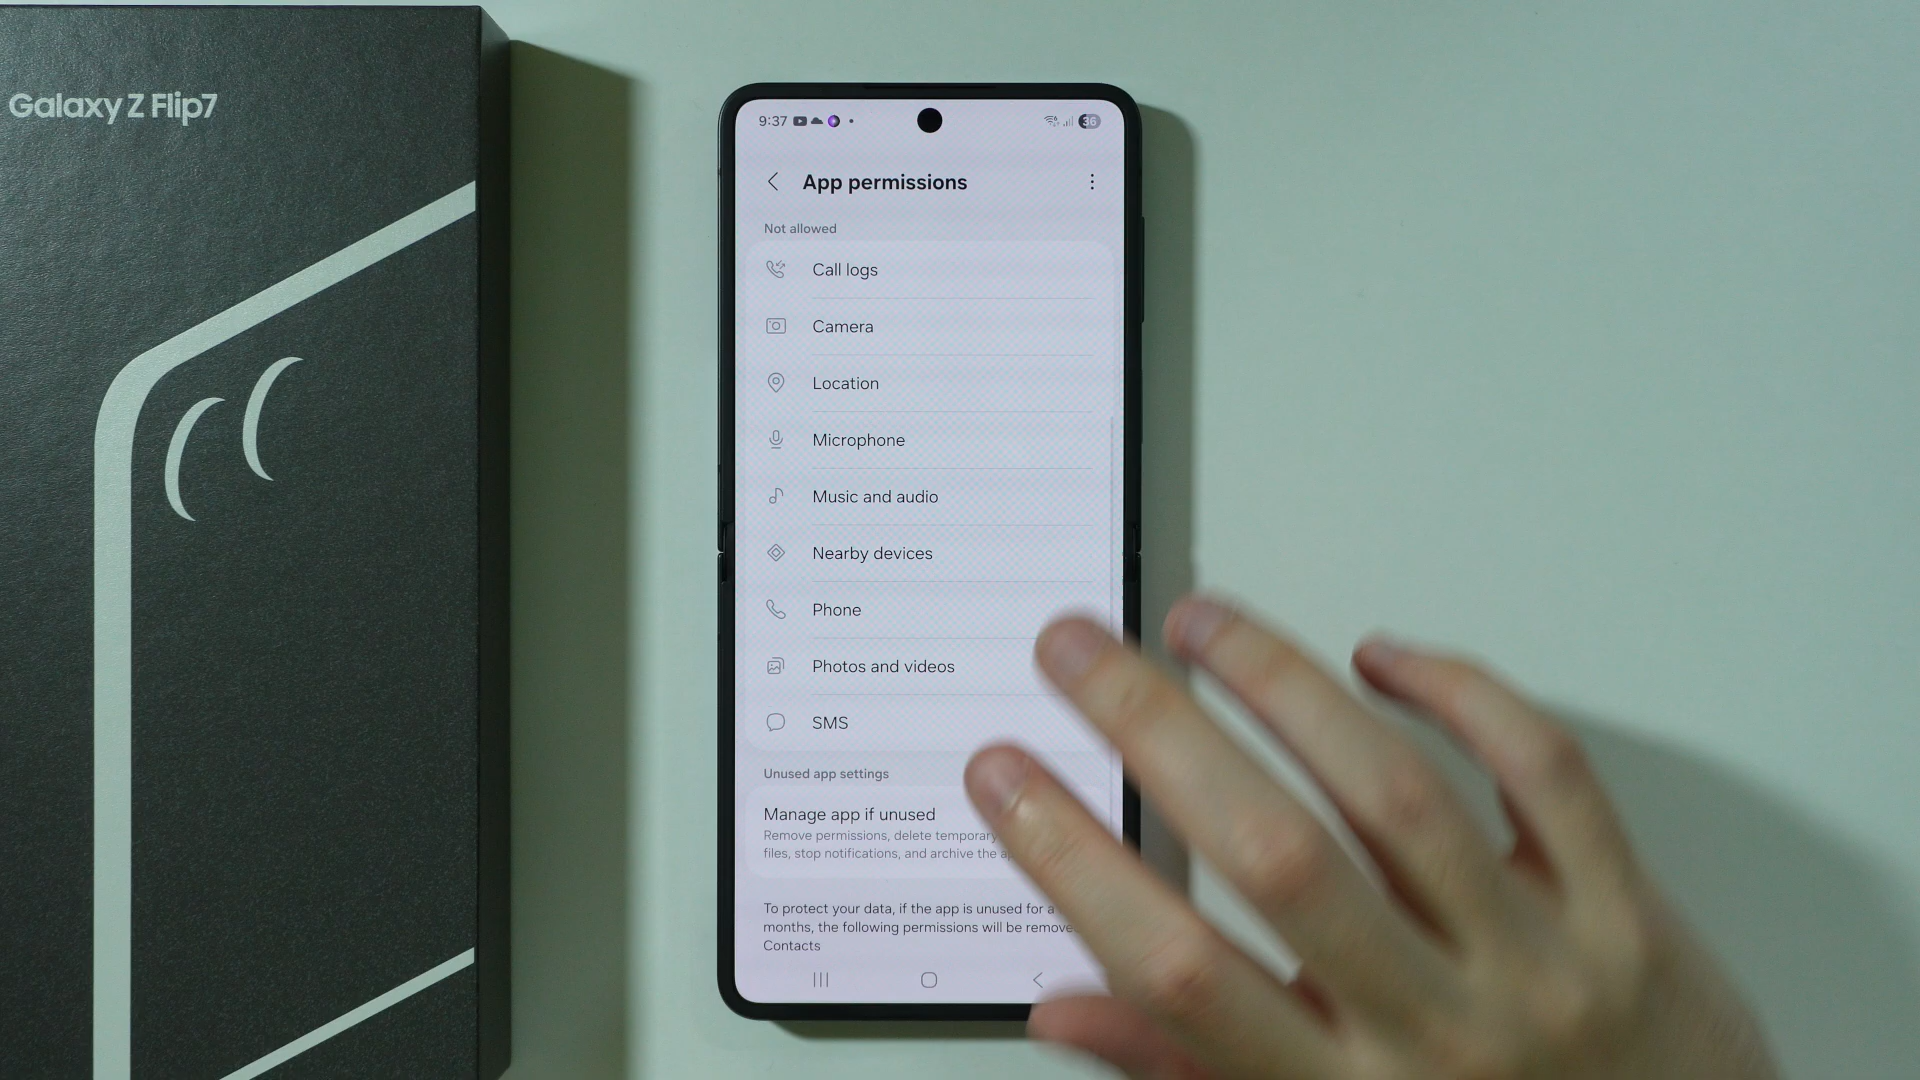 Galaxy Z Flip7
9:37
36
App permissions
Not allowed
Call logs
Camera
Location
Microphone
Music and audio
Nearby devices
Phone
Photos and videos
SMS
Unused app settings
Manage app if unused
Remove permissions, delete temporary
files, stop notifications, and archive the
To protect your data, if the app is unused for a
months, the following permissions will be remove
Contacts